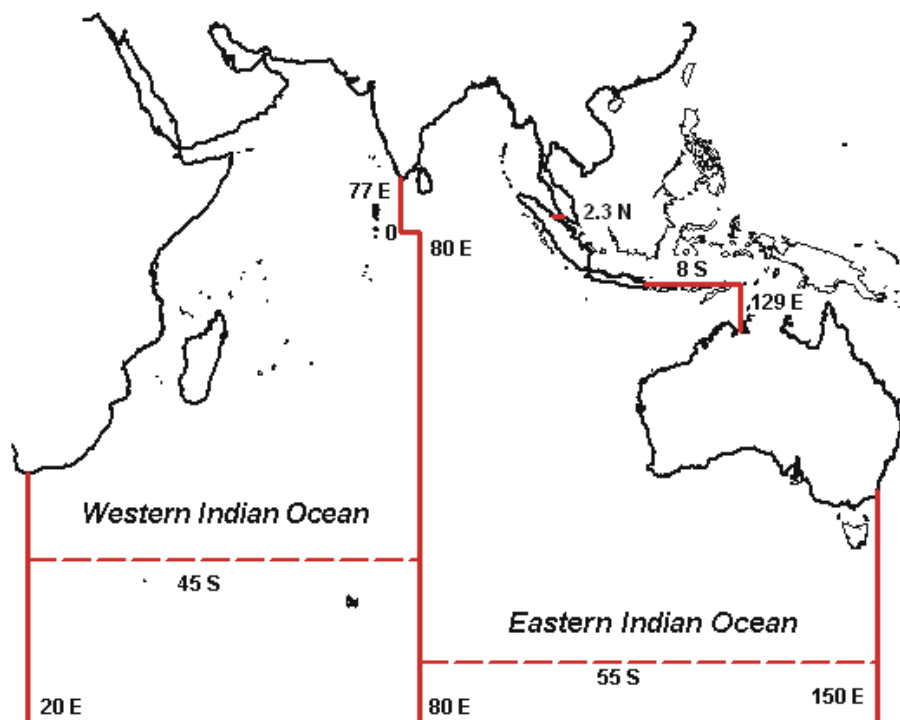 77 E
2.3 N
0
80 E
8 S
129 E
Western Indian Ocean
45 S
Eastern Indian Ocean
55 S
20 E
80 E
150 E